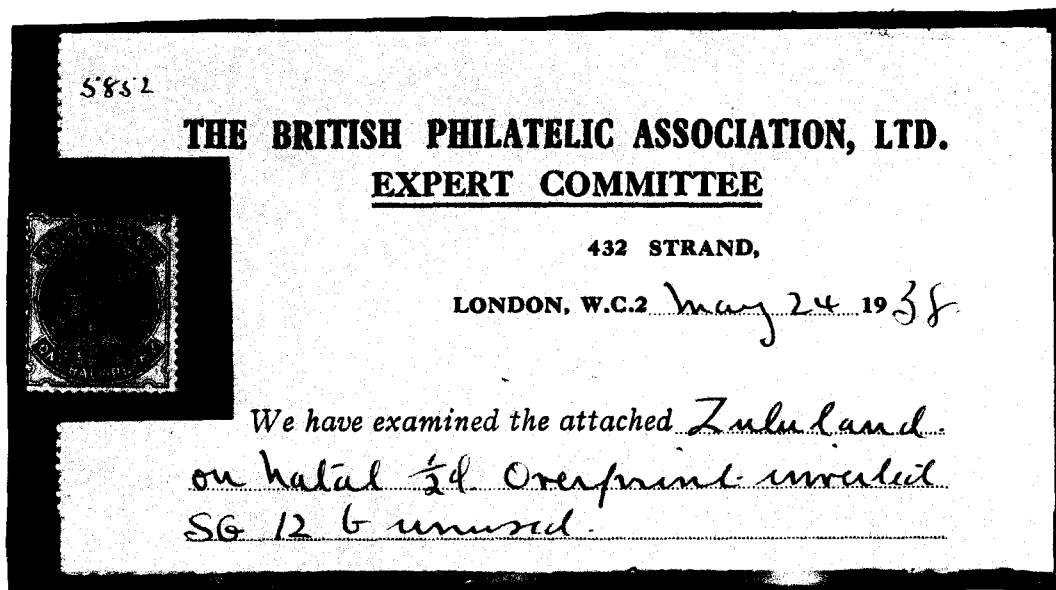 5852
THE BRITISH PHILATELIC ASSOCIATION, LTD.
EXPERT COMMITTEE
432 STRAND,
LONDON, W.C.2 May 24 1938
We have examined the attached Zululand.
on Natal ½d Overprint inverted
SG 12 b unused.